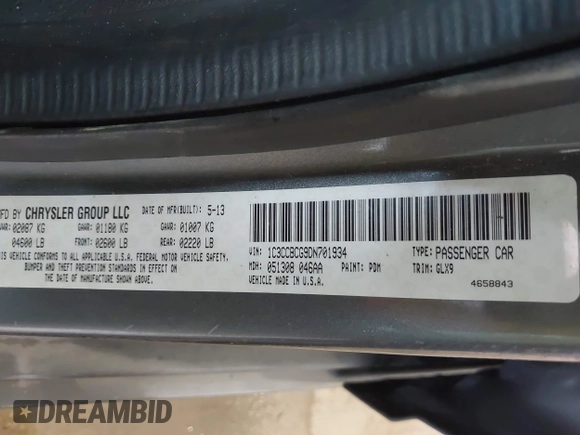 MFD BY CHRYSLER GROUP LLC DATE OF MFR(BUILT): 5-13
GVWR: 02087 KG GAWR: 01180 KG GAWR: 01007 KG
04600 LB FRONT: 02600 LB REAR: 02220 LB
THIS VEHICLE CONFORMS TO ALL APPLICABLE U.S.A. FEDERAL MOTOR VEHICLE SAFETY,
BUMPER AND THEFT PREVENTION STANDARDS IN EFFECT ON
THE DATE OF MANUFACTURE SHOWN ABOVE.
VIN: 1C3CCBCG9DN701934 TYPE: PASSENGER CAR
MDH: 051308 046AA PAINT: PDM TRIM: GLX9
VEHICLE MADE IN U.S.A. 4658843
DREAMBID